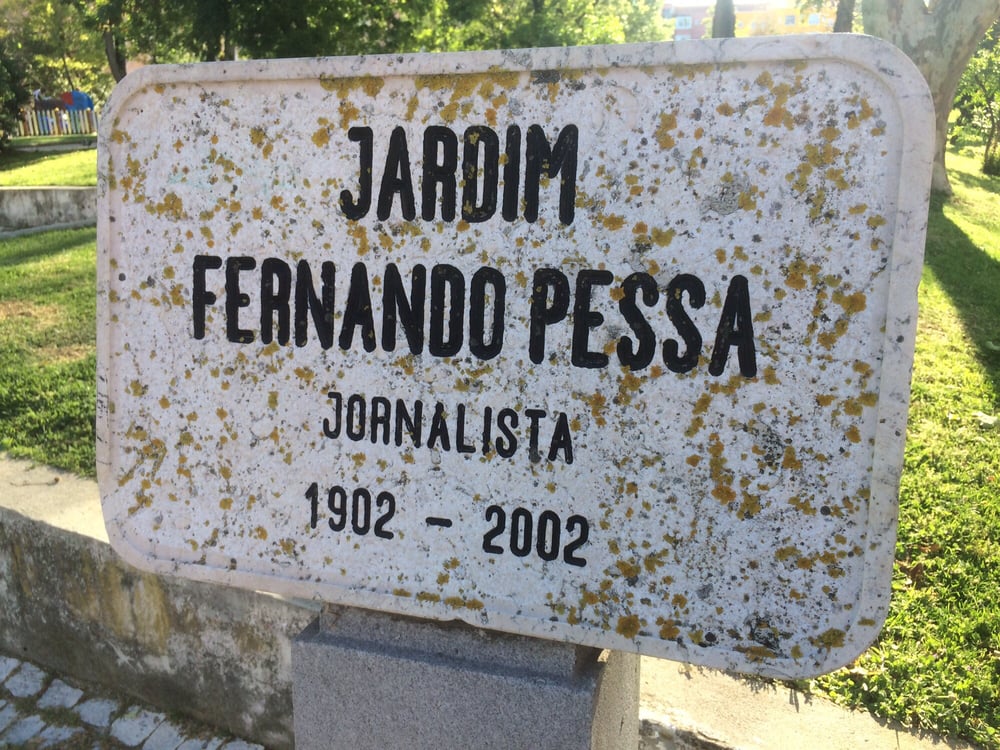 JARDIM
FERNANDO PESSA
JORNALISTA
1902 - 2002